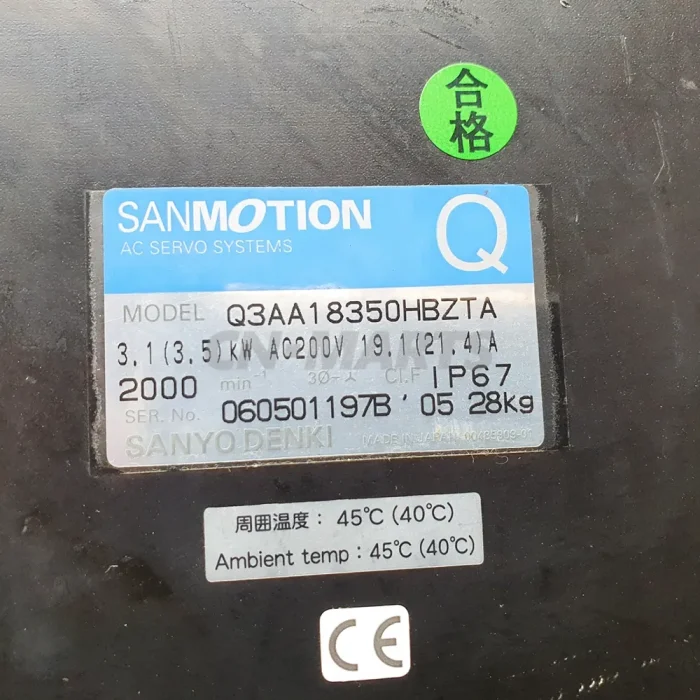 合
格
SANMOTION
Q
AC SERVO SYSTEMS
MODEL Q3AA18350HBZTA
3.1(3.5)kW AC200V 19.1(21.4)A
2000 min⁻¹ 3Ø-⅄ CI.F IP67
SER. No. 060501197B '05 28kg
SANYO DENKI MADE IN JAPAN
周囲温度: 45℃ (40℃)
Ambient temp : 45℃ (40℃)
CE